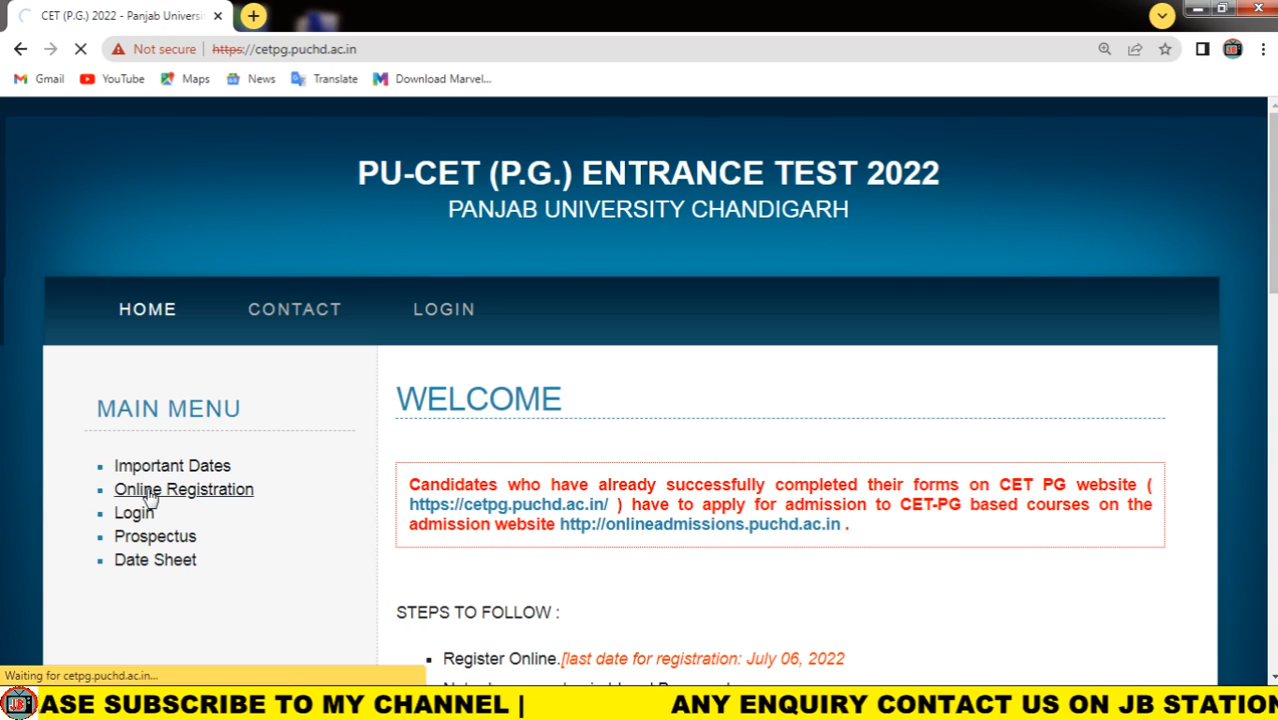 CET (P.G.) 2022 - Panjab Universi
Not secure | https://cetpg.puchd.ac.in
Gmail YouTube Maps News Translate Download Marvel...
PU-CET (P.G.) ENTRANCE TEST 2022
PANJAB UNIVERSITY CHANDIGARH
HOME CONTACT LOGIN
MAIN MENU
Important Dates
Online Registration
Login
Prospectus
Date Sheet
WELCOME
Candidates who have already successfully completed their forms on CET PG website (
https://cetpg.puchd.ac.in/ ) have to apply for admission to CET-PG based courses on the
admission website http://onlineadmissions.puchd.ac.in .
STEPS TO FOLLOW :
Register Online.[last date for registration: July 06, 2022
Waiting for cetpg.puchd.ac.in...
JB
ASE SUBSCRIBE TO MY CHANNEL | ANY ENQUIRY CONTACT US ON JB STATION